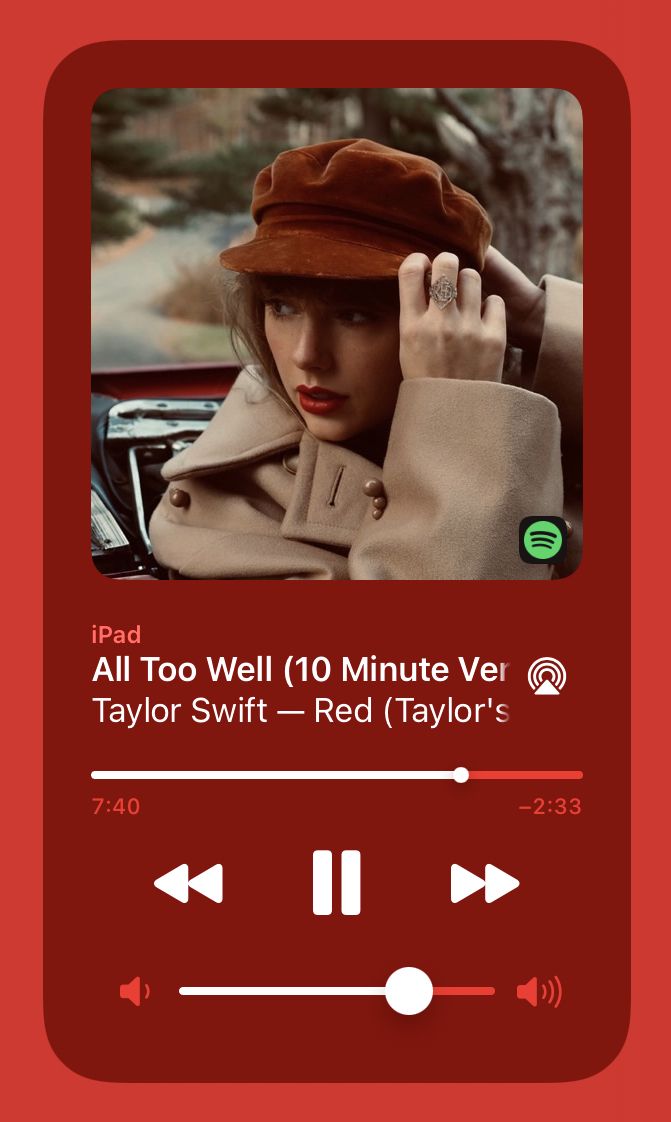 iPad
All Too Well (10 Minute Ver
Taylor Swift — Red (Taylor's
7:40
–2:33